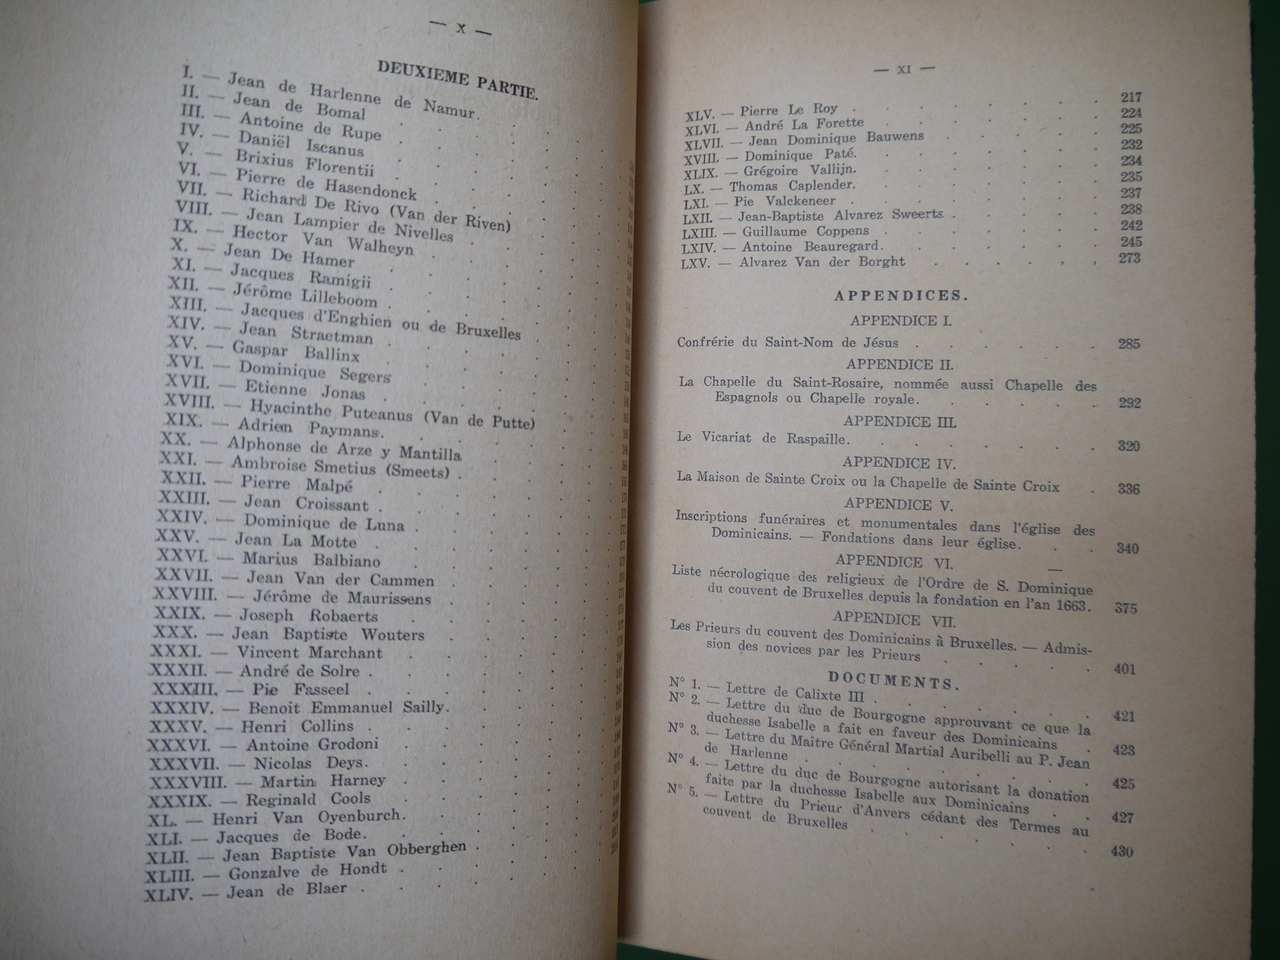 — X —
DEUXIEME PARTIE.
I. — Jean de Harlenne de Namur.
II. — Jean de Bomal
III. — Antoine de Rupe
IV. — Daniël Iscanus
V. — Brixius Florentii
VI. — Pierre de Hasendonck
VII. — Richard De Rivo (Van der Riven)
VIII. — Jean Lampier de Nivelles
IX. — Hector Van Walheyn
X. — Jean De Hamer
XI. — Jacques Ramigii
XII. — Jérôme Lilleboom
XIII. — Jacques d'Enghien ou de Bruxelles
XIV. — Jean Straetman
XV. — Gaspar Ballinx
XVI. — Dominique Segers
XVII. — Etienne Jonas
XVIII. — Hyacinthe Puteanus (Van de Putte)
XIX. — Adrien Paymans.
XX. — Alphonse de Arze y Mantilla
XXI. — Ambroise Smetius (Smeets)
XXII. — Pierre Malpé
XXIII. — Jean Croissant
XXIV. — Dominique de Luna
XXV. — Jean La Motte
XXVI. — Marius Balbiano
XXVII. — Jean Van der Cammen
XXVIII. — Jérôme de Maurissens
XXIX. — Joseph Robaerts
XXX. — Jean Baptiste Wouters
XXXI. — Vincent Marchant
XXXII. — André de Solre
XXXIII. — Pie Fasseel
XXXIV. — Benoit Emmanuel Sailly.
XXXV. — Henri Collins
XXXVI. — Antoine Grodoni
XXXVII. — Nicolas Deys.
XXXVIII. — Martin Harney
XXXIX. — Reginald Cools
XL. — Henri Van Oyenburch.
XLI. — Jacques de Bode.
XLII. — Jean Baptiste Van Obberghen
XLIII. — Gonzalve de Hondt
XLIV. — Jean de Blaer
— XI —
XLV. — Pierre Le Roy 217
XLVI. — André La Forette 224
XLVII. — Jean Dominique Bauwens 225
XVIII. — Dominique Paté. 232
XLIX. — Grégoire Vallijn. 234
LX. — Thomas Caplender. 235
LXI. — Pie Valckeneer 237
LXII. — Jean-Baptiste Alvarez Sweerts 238
LXIII. — Guillaume Coppens 242
LXIV. — Antoine Beauregard. 245
LXV. — Alvarez Van der Borght 273
APPENDICES.
APPENDICE I.
Confrérie du Saint-Nom de Jésus 285
APPENDICE II.
La Chapelle du Saint-Rosaire, nommée aussi Chapelle des
Espagnols ou Chapelle royale. 292
APPENDICE III.
Le Vicariat de Raspaille. 320
APPENDICE IV.
La Maison de Sainte Croix ou la Chapelle de Sainte Croix 336
APPENDICE V.
Inscriptions funéraires et monumentales dans l'église des
Dominicains. — Fondations dans leur église. 340
APPENDICE VI.
Liste nécrologique des religieux de l'Ordre de S. Dominique
du couvent de Bruxelles depuis la fondation en l'an 1663. 375
APPENDICE VII.
Les Prieurs du couvent des Dominicains à Bruxelles. — Admis-
sion des novices par les Prieurs 401
DOCUMENTS.
N° 1. — Lettre de Calixte III 421
N° 2. — Lettre du duc de Bourgogne approuvant ce que la
duchesse Isabelle a fait en faveur des Dominicains 423
N° 3. — Lettre du Maitre Général Martial Auribelli au P. Jean
de Harlenne 425
N° 4. — Lettre du duc de Bourgogne autorisant la donation
faite par la duchesse Isabelle aux Dominicains 427
N° 5. — Lettre du Prieur d'Anvers cédant des Termes au
couvent de Bruxelles 430